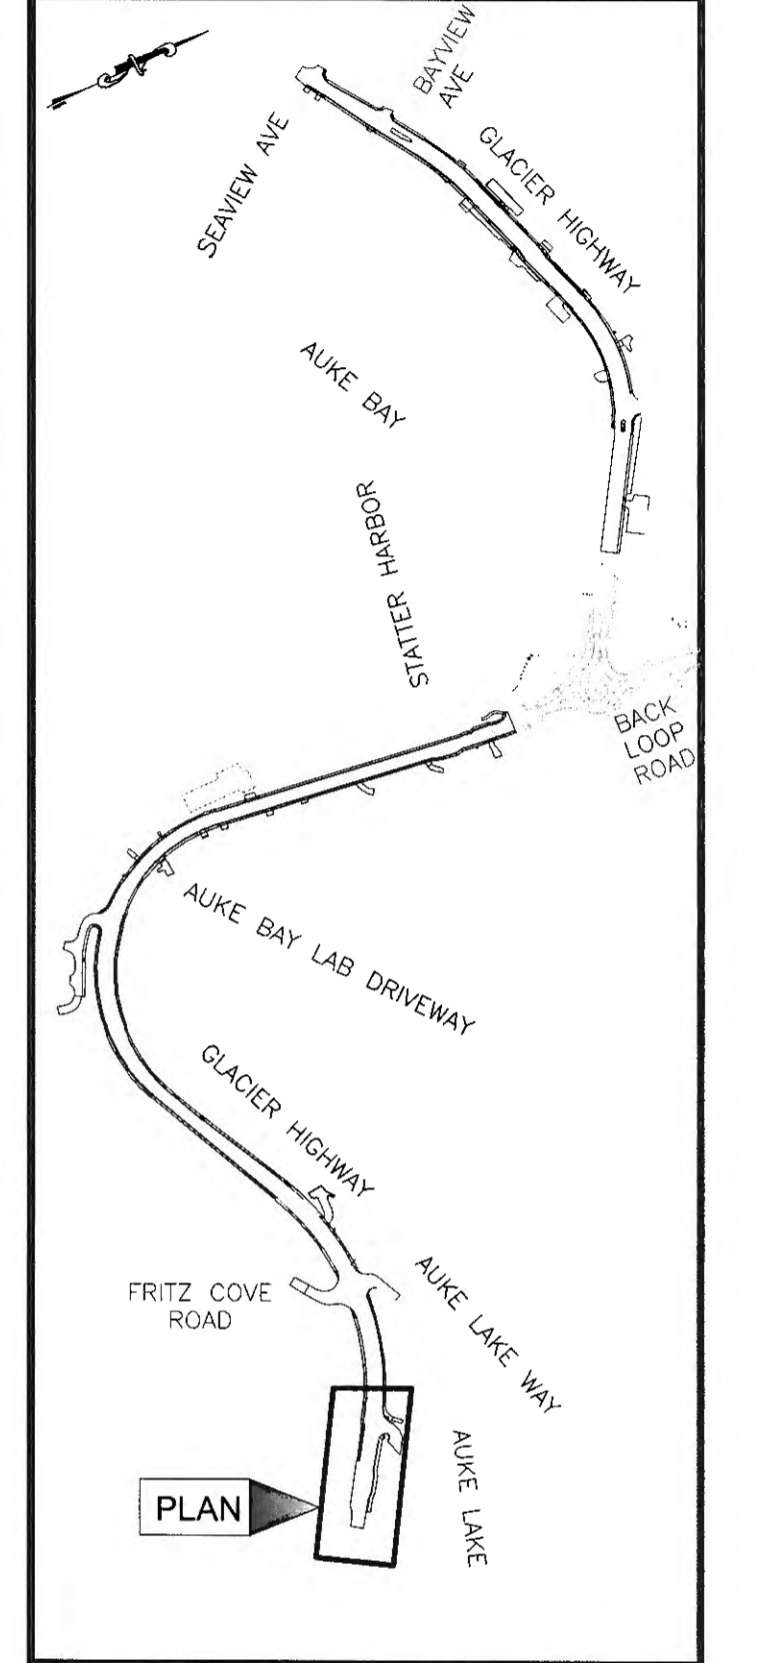 BAYVIEW
AVE
SEAVIEW AVE
GLACIER HIGHWAY
AUKE BAY
STATTER HARBOR
BACK
LOOP
ROAD
AUKE BAY LAB DRIVEWAY
GLACIER HIGHWAY
FRITZ COVE
ROAD
AUKE LAKE WAY
AUKE LAKE
PLAN